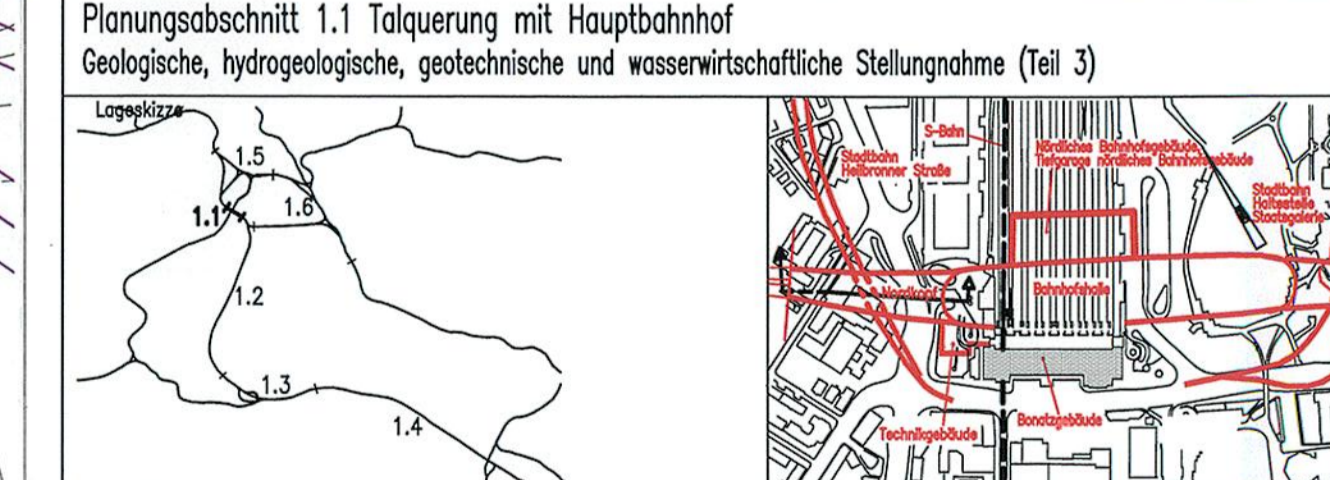 Planungsabschnitt 1.1 Talquerung mit Hauptbahnhof
Geologische, hydrogeologische, geotechnische und wasserwirtschaftliche Stellungnahme (Teil 3)
Lageskizze
1.5
1.6
1.1
1.2
1.3
1.4
S-Bahn
Nördliches Bahnhofsgebäude,
Tiefgarage nördliches Bahnhofsgebäude
Stadtbahn
Heilbronner Straße
Stadtbahn
Haltestelle
Staatsgalerie
Nordkopf
Bahnhofshalle
Technikgebäude
Bonatzgebäude